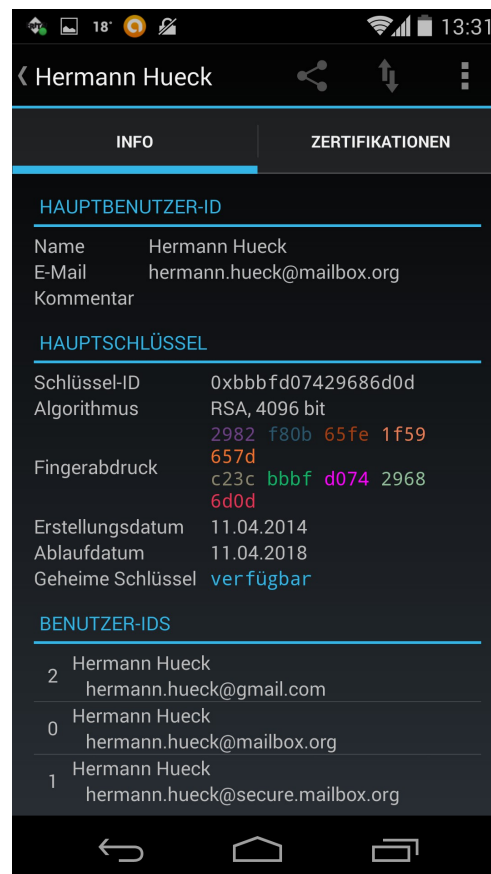 18° 13:31
Hermann Hueck
INFO ZERTIFIKATIONEN
HAUPTBENUTZER-ID
Name Hermann Hueck
E-Mail hermann.hueck@mailbox.org
Kommentar
HAUPTSCHLÜSSEL
Schlüssel-ID 0xbbbfd07429686d0d
Algorithmus RSA, 4096 bit
2982 f80b 65fe 1f59
657d
Fingerabdruck
c23c bbbf d074 2968
6d0d
Erstellungsdatum 11.04.2014
Ablaufdatum 11.04.2018
Geheime Schlüssel verfügbar
BENUTZER-IDS
Hermann Hueck
2
hermann.hueck@gmail.com
Hermann Hueck
0
hermann.hueck@mailbox.org
Hermann Hueck
1
hermann.hueck@secure.mailbox.org